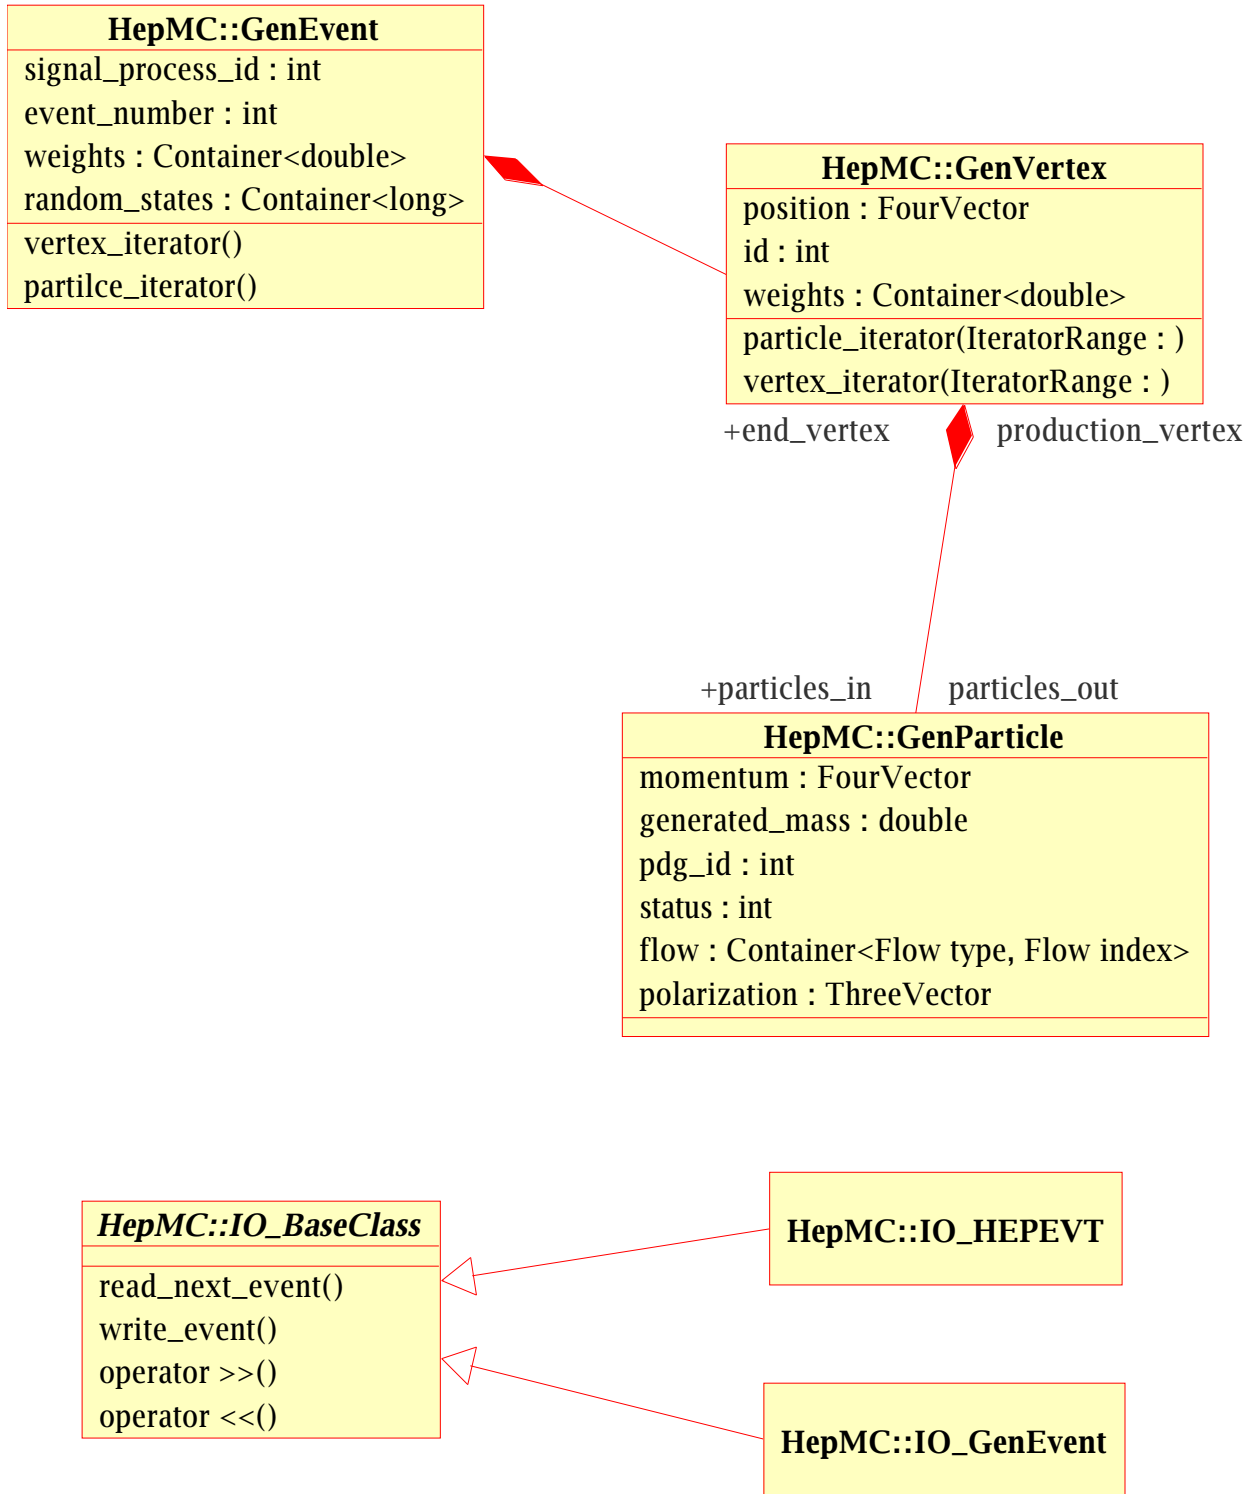 HepMC::GenEvent
signal_process_id : int
event_number : int
weights : Container<double>
random_states : Container<long>
vertex_iterator()
partilce_iterator()
HepMC::GenVertex
position : FourVector
id : int
weights : Container<double>
particle_iterator(IteratorRange : )
vertex_iterator(IteratorRange : )
+end_vertex
production_vertex
+particles_in
particles_out
HepMC::GenParticle
momentum : FourVector
generated_mass : double
pdg_id : int
status : int
flow : Container<Flow type, Flow index>
polarization : ThreeVector
HepMC::IO_BaseClass
read_next_event()
write_event()
operator >>()
operator <<()
HepMC::IO_HEPEVT
HepMC::IO_GenEvent